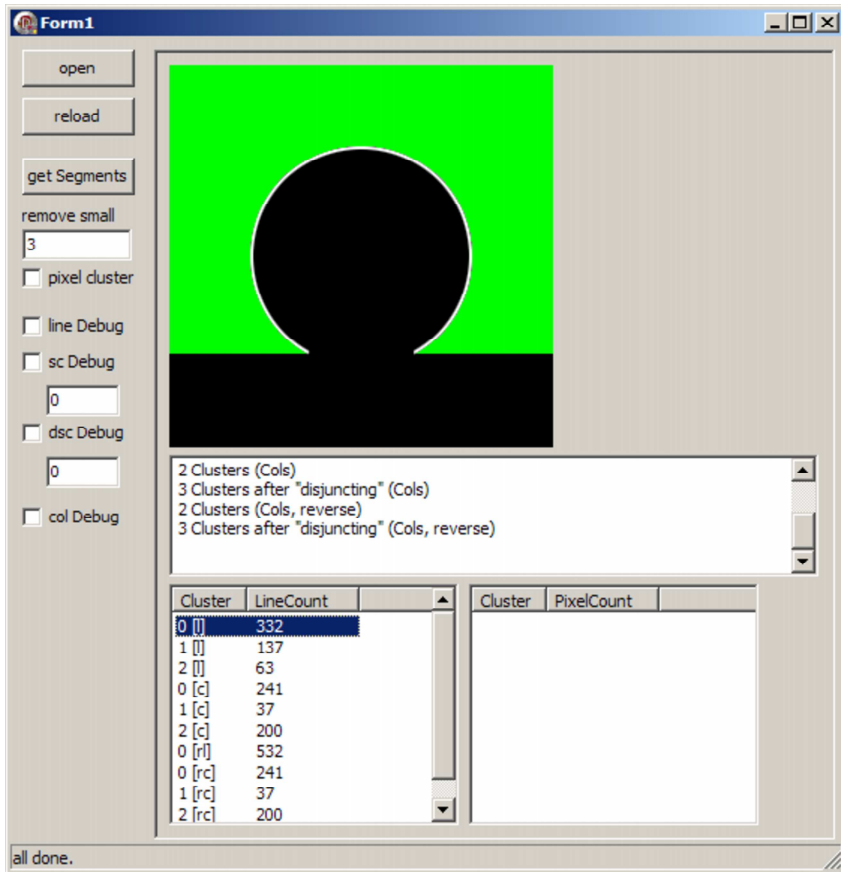 Form1
open
reload
get Segments
remove small
3
pixel cluster
line Debug
sc Debug
0
dsc Debug
0
col Debug
2 Clusters (Cols)
3 Clusters after "disjuncting" (Cols)
2 Clusters (Cols, reverse)
3 Clusters after "disjuncting" (Cols, reverse)
Cluster LineCount
0 [l] 332
1 [l] 137
2 [l] 63
0 [c] 241
1 [c] 37
2 [c] 200
0 [rl] 532
0 [rc] 241
1 [rc] 37
2 [rc] 200
Cluster PixelCount
all done.